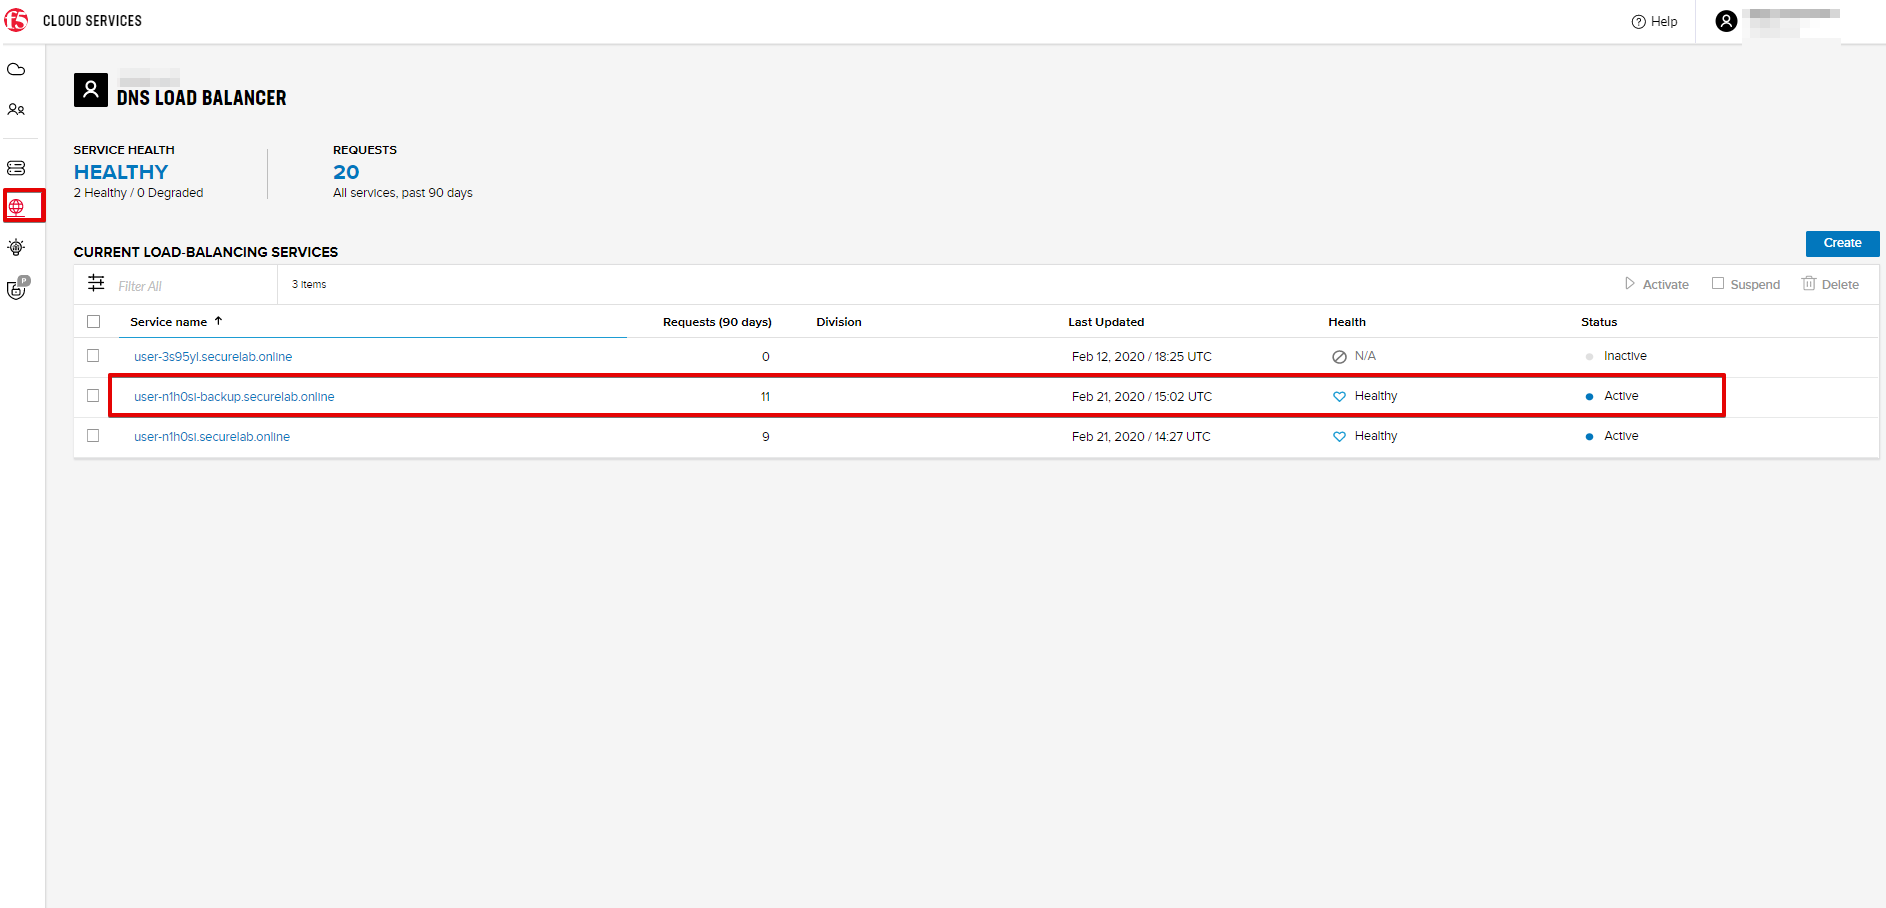 f5 CLOUD SERVICES
Help
DNS LOAD BALANCER
SERVICE HEALTH
HEALTHY
2 Healthy / 0 Degraded
REQUESTS
20
All services, past 90 days
CURRENT LOAD-BALANCING SERVICES
Create
Filter All
3 Items
Activate Suspend Delete
P
Service name Requests (90 days) Division Last Updated Health Status
user-3s95yl.securelab.online 0 Feb 12, 2020 / 18:25 UTC N/A Inactive
user-n1h0si-backup.securelab.online 11 Feb 21, 2020 / 15:02 UTC Healthy Active
user-n1h0si.securelab.online 9 Feb 21, 2020 / 14:27 UTC Healthy Active